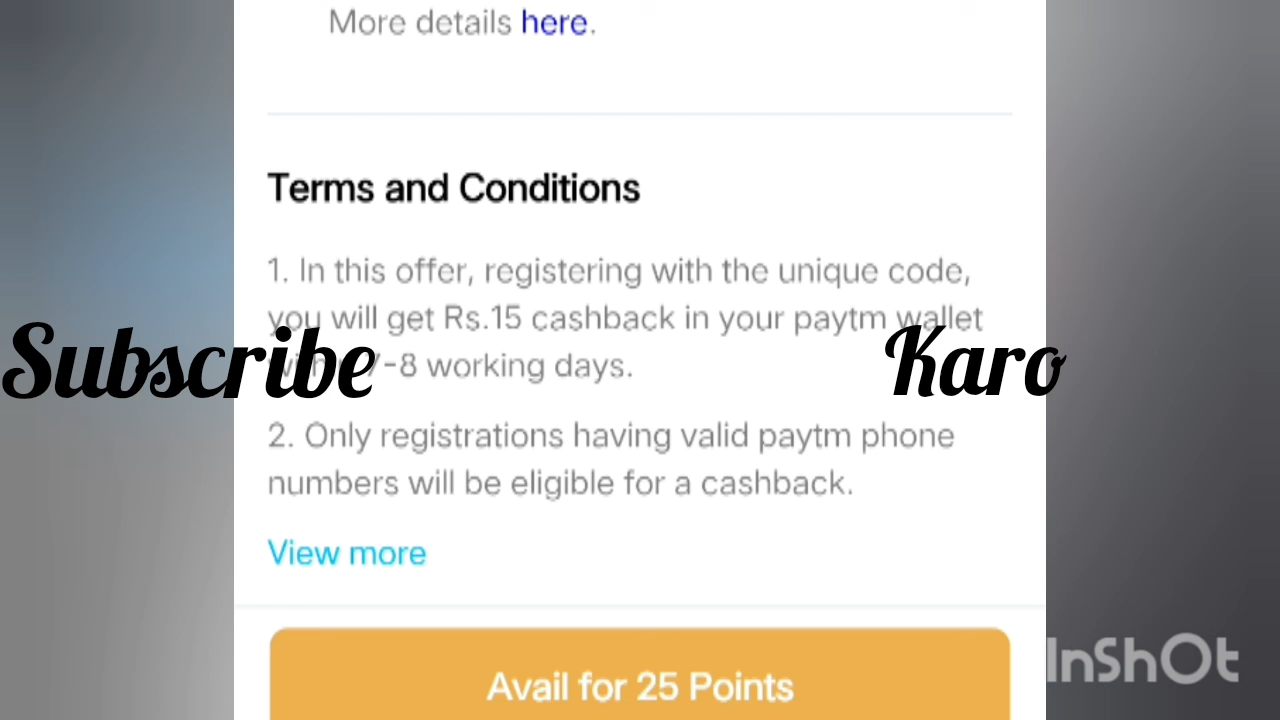 More details here.
Terms and Conditions
1. In this offer, registering with the unique code,
you will get Rs.15 cashback in your paytm wallet
7-8 working days.
Subscribe
Karo
2. Only registrations having valid paytm phone
numbers will be eligible for a cashback.
View more
Avail for 25 Points
InShOt